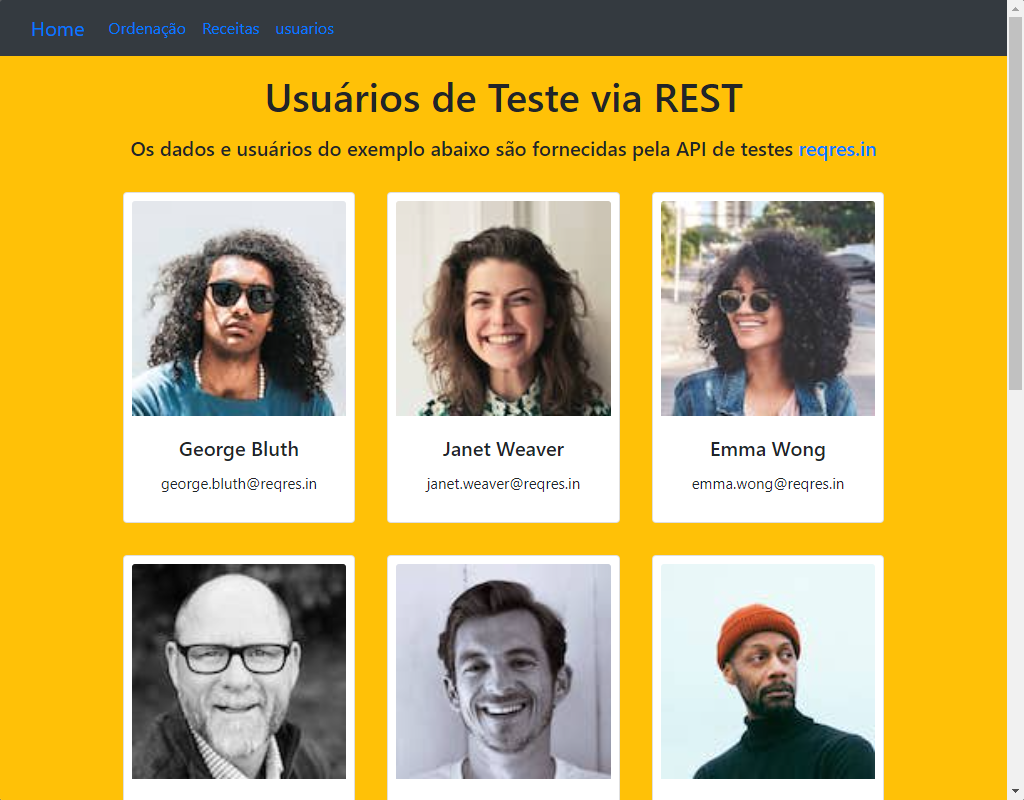 Home Ordenação Receitas usuarios
Usuários de Teste via REST
Os dados e usuários do exemplo abaixo são fornecidas pela API de testes reqres.in
George Bluth
george.bluth@reqres.in
Janet Weaver
janet.weaver@reqres.in
Emma Wong
emma.wong@reqres.in